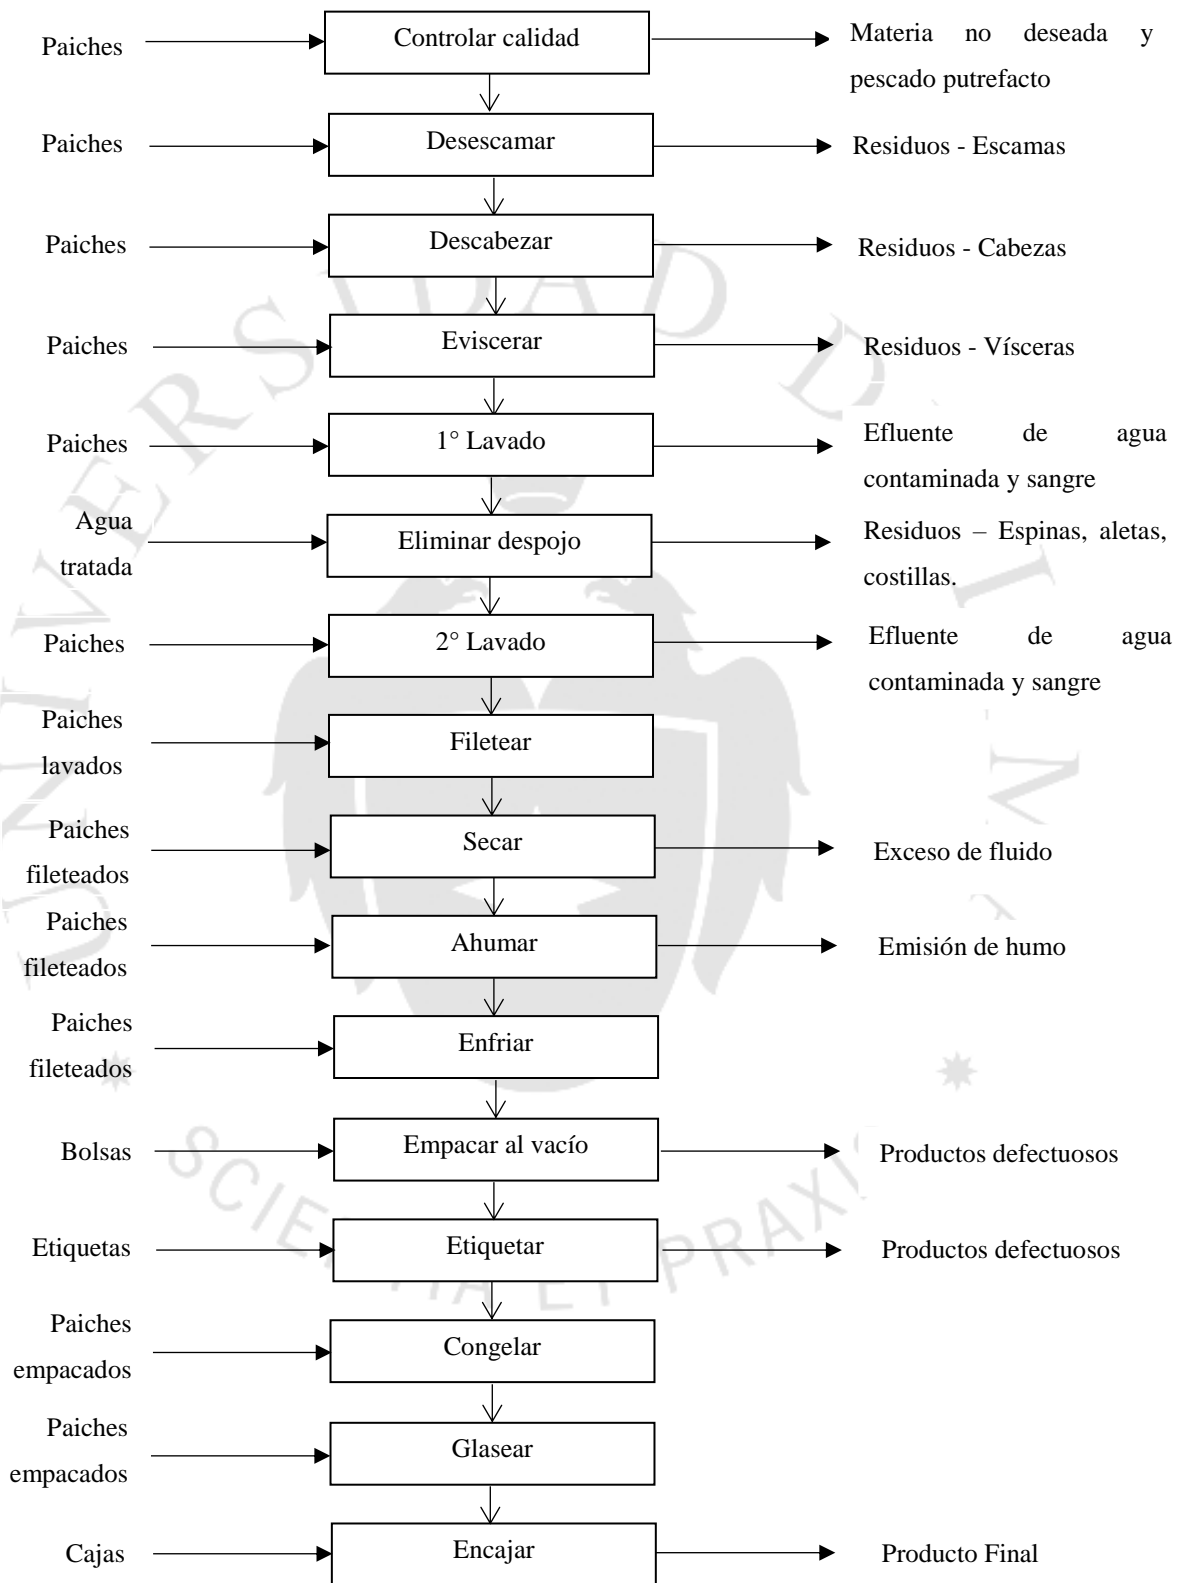 Paiches
Controlar calidad
Materia no deseada y
pescado putrefacto
Paiches
Desescamar
Residuos - Escamas
Paiches
Descabezar
Residuos - Cabezas
Paiches
Eviscerar
Residuos - Vísceras
Paiches
1° Lavado
Efluente de agua
contaminada y sangre
Agua
tratada
Eliminar despojo
Residuos – Espinas, aletas,
costillas.
Paiches
2° Lavado
Efluente de agua
contaminada y sangre
Paiches
lavados
Filetear
Paiches
fileteados
Secar
Exceso de fluido
Paiches
fileteados
Ahumar
Emisión de humo
Paiches
fileteados
Enfriar
Bolsas
Empacar al vacío
Productos defectuosos
Etiquetas
Etiquetar
Productos defectuosos
Paiches
empacados
Congelar
Paiches
empacados
Glasear
Cajas
Encajar
Producto Final